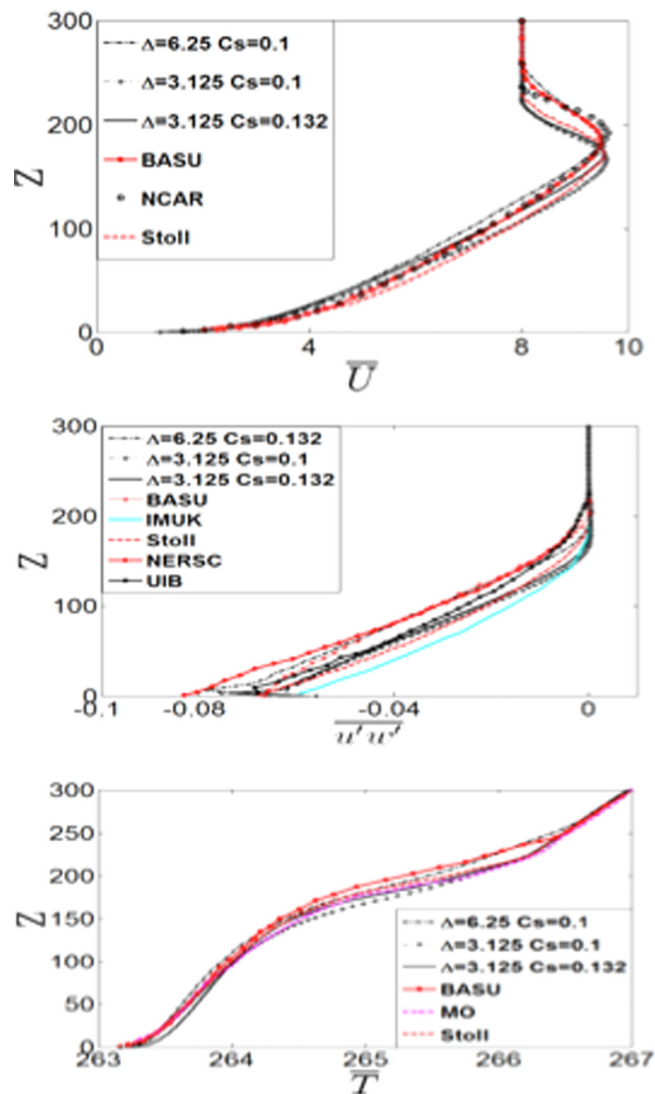 300
Λ=6.25 Cs=0.1
Λ=3.125 Cs=0.1
200
Λ=3.125 Cs=0.132
BASU
Z
NCAR
100
Stoll
0
0 4 8 10
U
300
Λ=6.25 Cs=0.132
Λ=3.125 Cs=0.1
Λ=3.125 Cs=0.132
BASU
200
IMUK
Z
Stoll
NERSC
UIB
100
0
-0.1 -0.08 -0.04 0
u'w'
300
250
200
Z
150
Λ=6.25 Cs=0.1
Λ=3.125 Cs=0.1
100
Λ=3.125 Cs=0.132
BASU
50
MO
Stoll
0
263 264 265 266 267
T